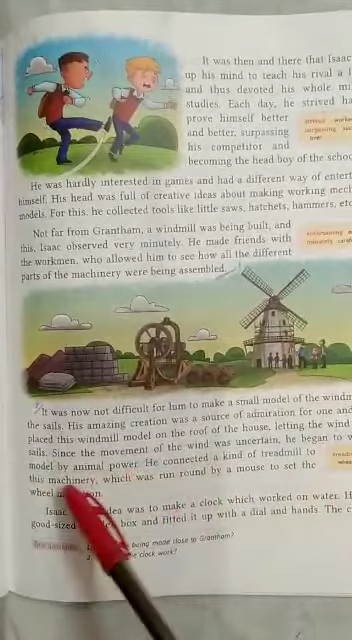 It was then and there that Isaac
up his mind to teach his rival a
and thus devoted his whole mi
studies. Each day, he strived ha
prove himself better
and better, surpassing
his competitor and
becoming the head boy of the schoo
strived
surpassing
over
He was hardly interested in games and had a different way of entert
himself. His head was full of creative ideas about making working mech
models. For this, he collected tools like little saws, hatchets, hammers, etc
Not far from Grantham, a windmill was being built, and
this, Isaac observed very minutely. He made friends with
the workmen, who allowed him to see how all the different
parts of the machinery were being assembled.
minutely
It was now not difficult for him to make a small model of the windm
the sails. His amazing creation was a source of admiration for one and
placed this windmill model on the roof of the house, letting the wind
sails. Since the movement of the wind was uncertain, he began to w
model by animal power. He connected a kind of treadmill to
this machinery, which was run round by a mouse to set the
wheel
Isaac idea was to make a clock which worked on water. H
good-sized box and fitted it up with a dial and hands. The c
being made close to Grantham?
2. clock work?